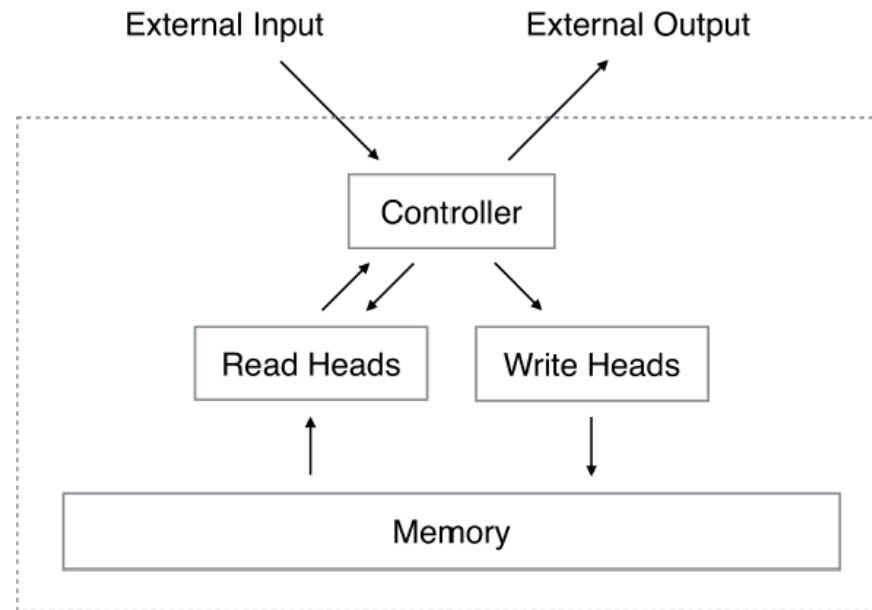 External Input
External Output
Controller
Read Heads
Write Heads
Memory